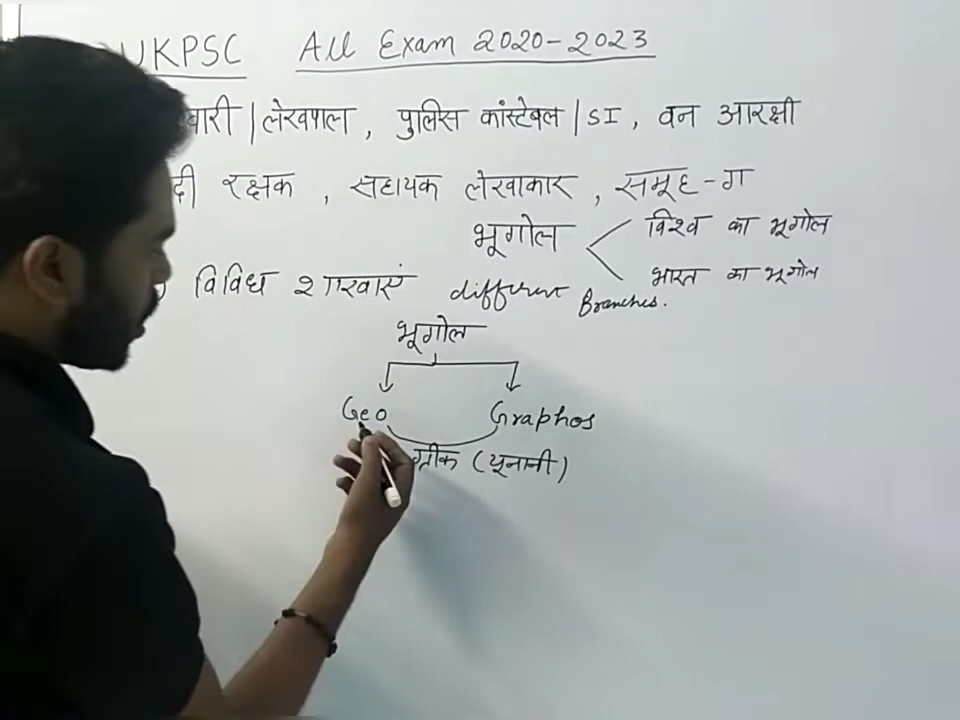 UKPSC All Exam 2020-2023
वारी | लेखपाल , पुलिस कांस्टेबल | SI , वन आरक्षी
दी रक्षक , सहायक लेखाकार , समूह-ग
भूगोल
विश्व का भूगोल
भारत का भूगोल
विविध शाखाएं different Branches.
भूगोल
Geo Graphos
ग्रीक (यूनानी)